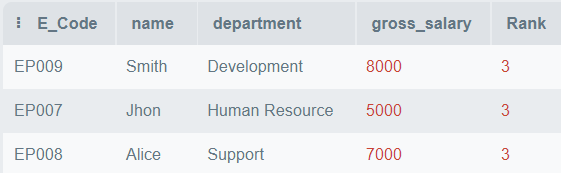 E_Code name department gross_salary Rank
EP009 Smith Development 8000 3
EP007 Jhon Human Resource 5000 3
EP008 Alice Support 7000 3